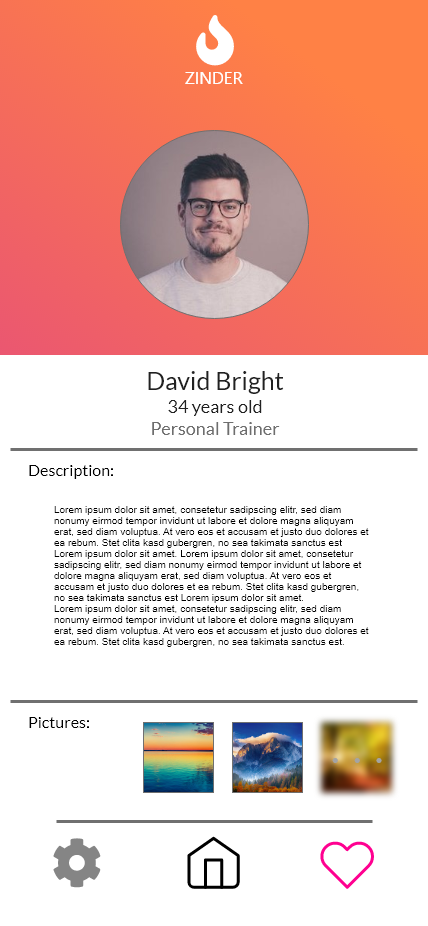 ZINDER
David Bright
34 years old
Personal Trainer
Description:
Lorem ipsum dolor sit amet, consetetur sadipscing elitr, sed diam
nonumy eirmod tempor invidunt ut labore et dolore magna aliquyam
erat, sed diam voluptua. At vero eos et accusam et justo duo dolores et
ea rebum. Stet clita kasd gubergren, no sea takimata sanctus est
Lorem ipsum dolor sit amet. Lorem ipsum dolor sit amet, consetetur
sadipscing elitr, sed diam nonumy eirmod tempor invidunt ut labore et
dolore magna aliquyam erat, sed diam voluptua. At vero eos et
accusam et justo duo dolores et ea rebum. Stet clita kasd gubergren,
no sea takimata sanctus est Lorem ipsum dolor sit amet.
Lorem ipsum dolor sit amet, consetetur sadipscing elitr, sed diam
nonumy eirmod tempor invidunt ut labore et dolore magna aliquyam
erat, sed diam voluptua. At vero eos et accusam et justo duo dolores et
ea rebum. Stet clita kasd gubergren, no sea takimata sanctus est.
Pictures: